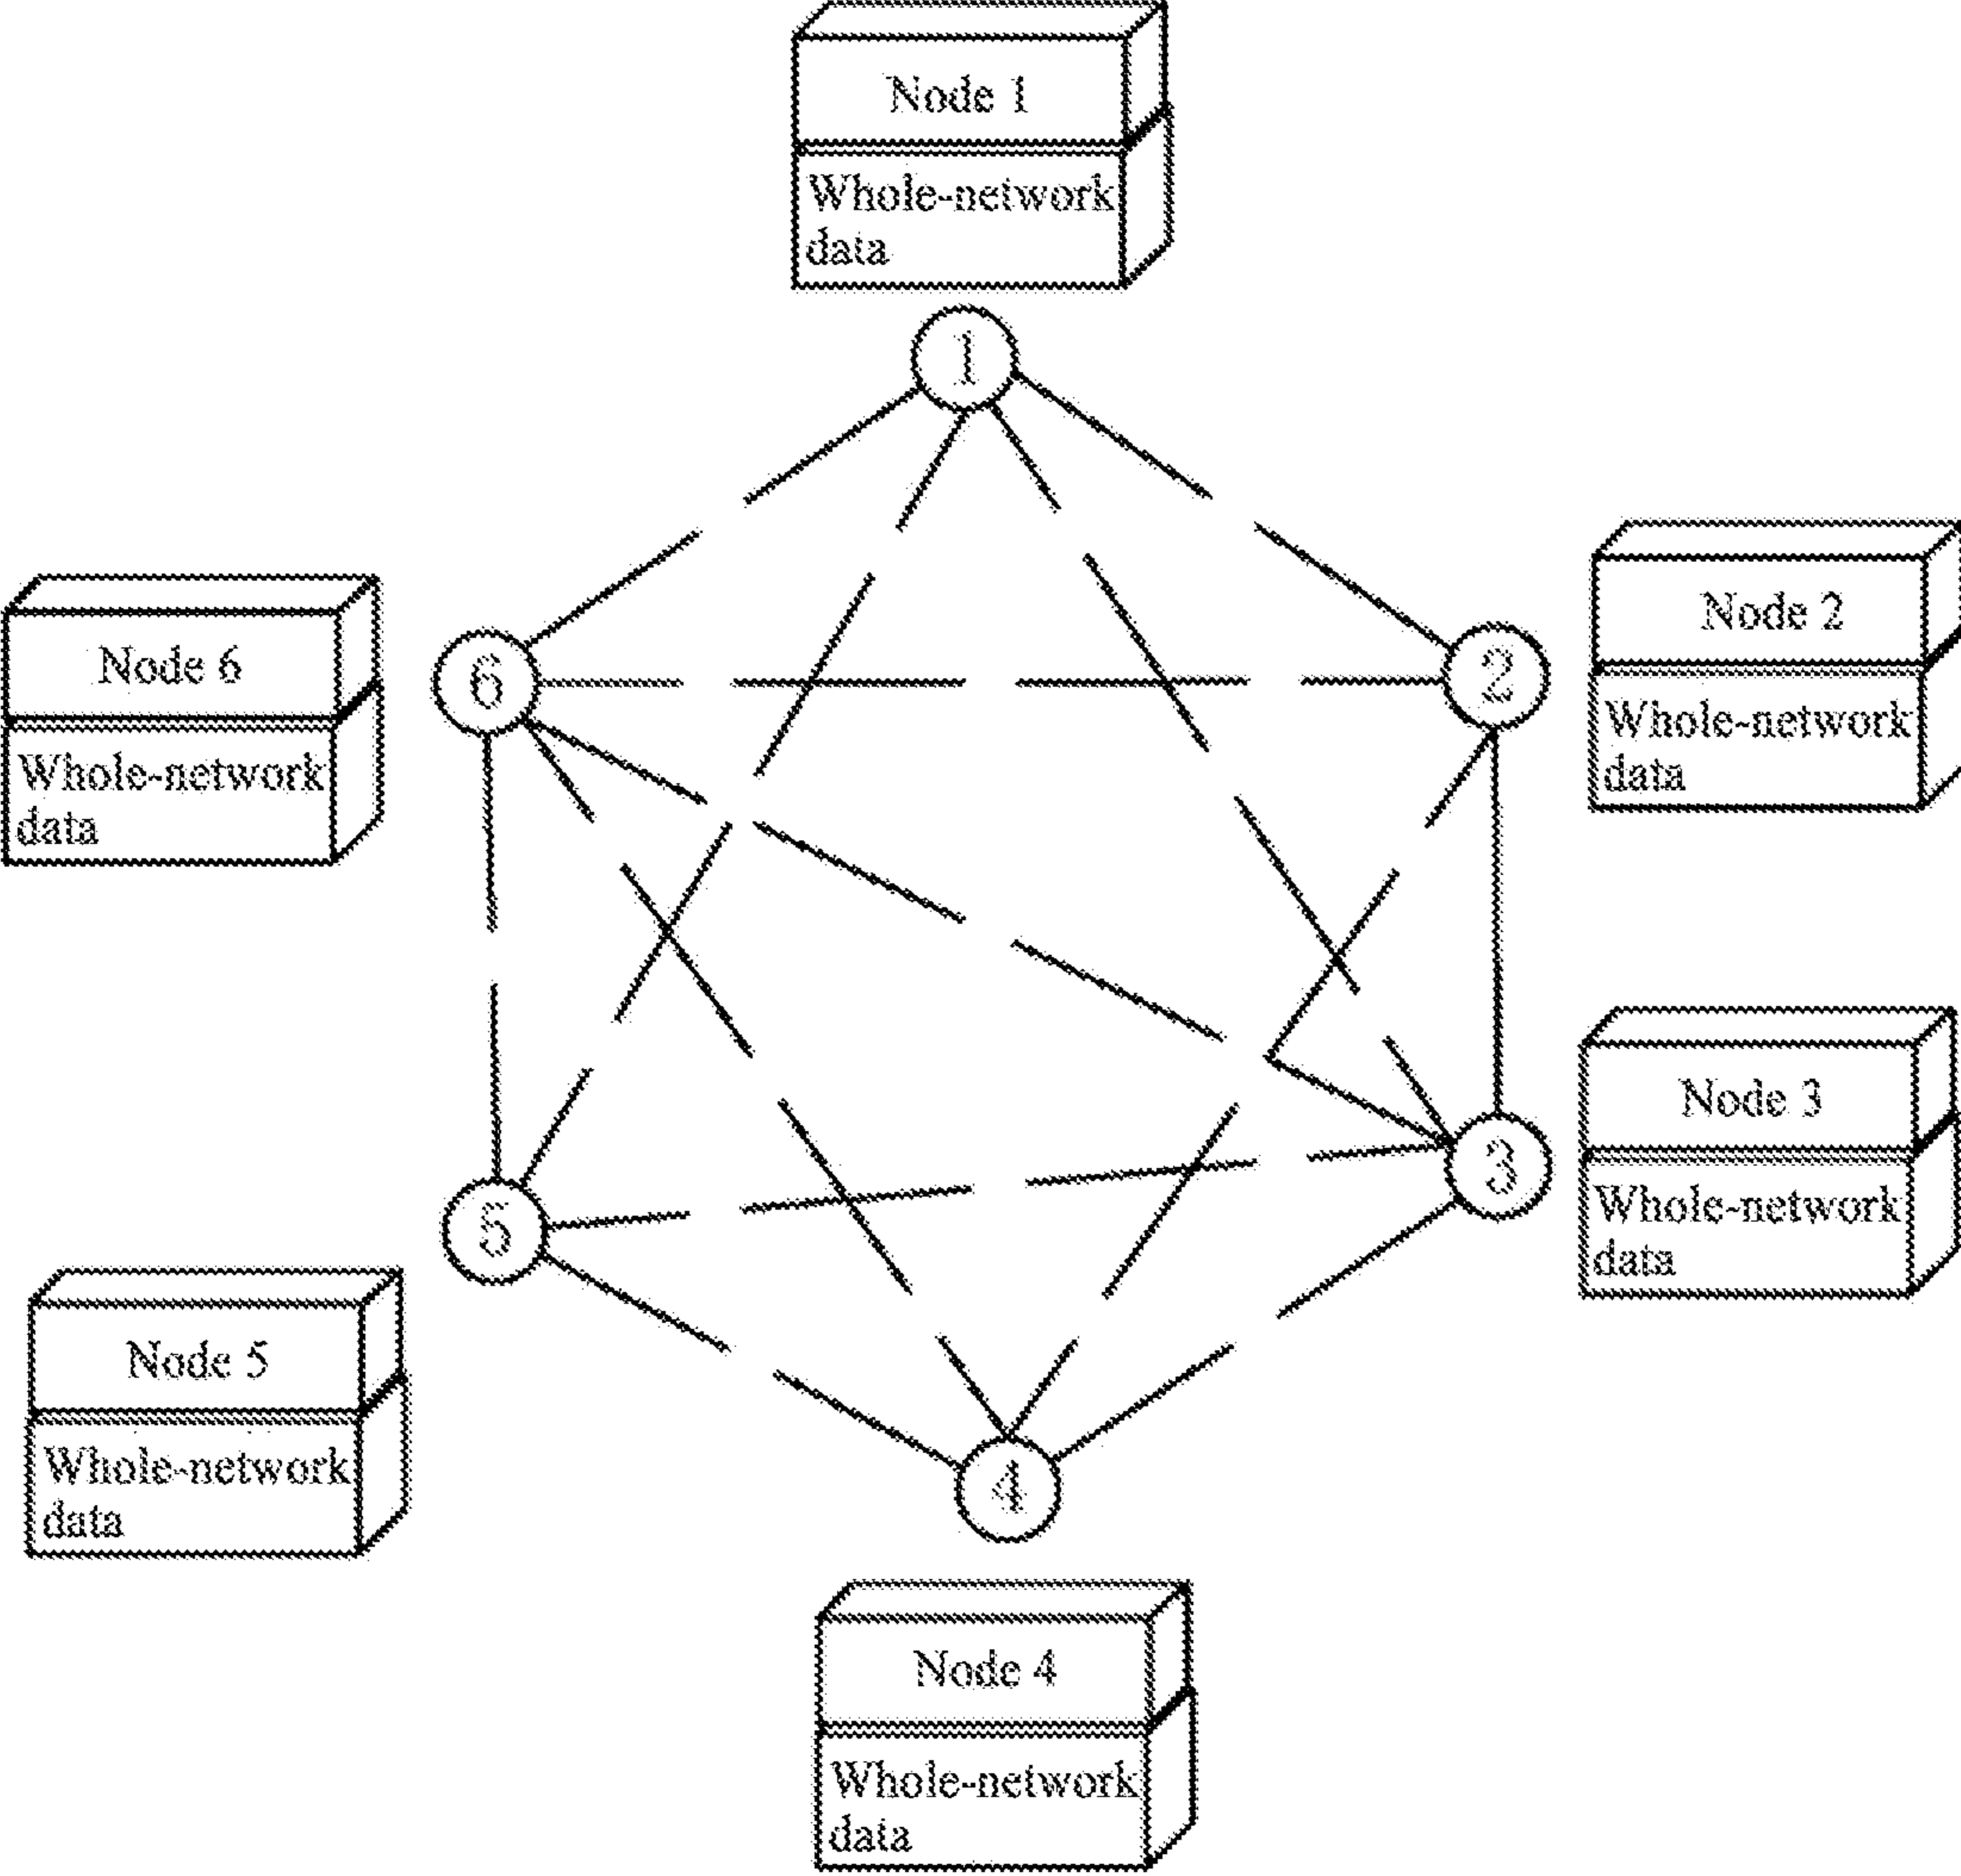 Node 1
Whole-network
data
1
Node 2
Whole-network
data
2
Node 6
Whole-network
data
6
Node 3
Whole-network
data
3
5
Node 5
Whole-network
data
4
Node 4
Whole-network
data